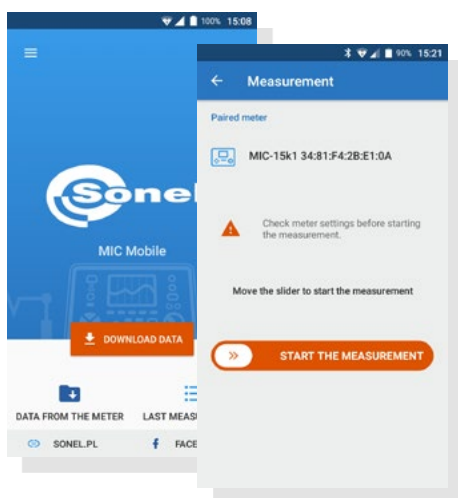 100% 15:08
Sonel
MIC Mobile
DOWNLOAD DATA
DATA FROM THE METER
LAST
SONEL.PL
90% 15:21
Measurement
Paired meter
MIC-15k1 34:81:F4:2B:E1:0A
Check meter settings before starting
the measurement.
Move the slider to start the measurement
START THE MEASUREMENT